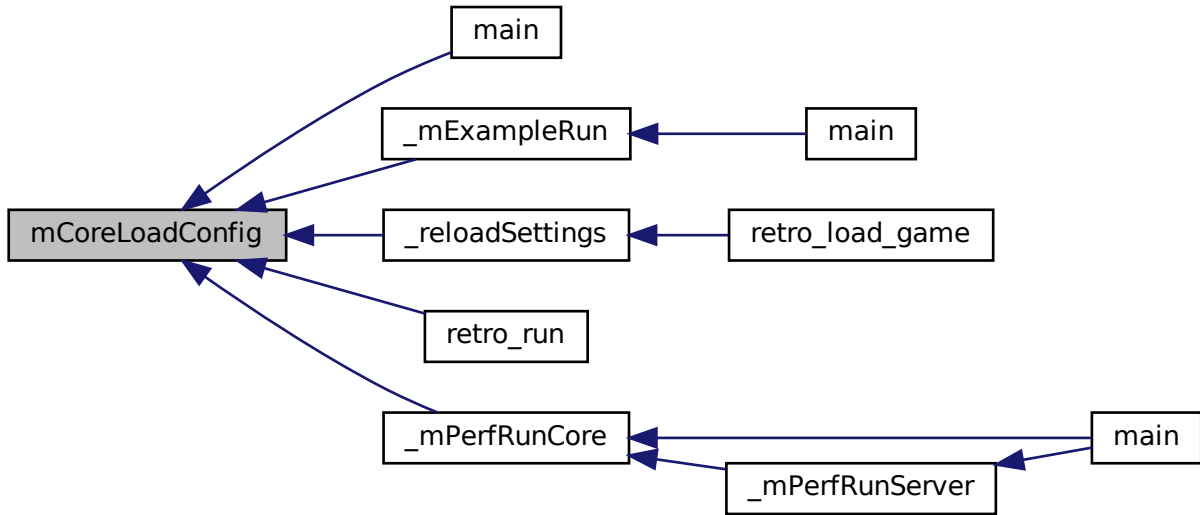 main
_mExampleRun
main
mCoreLoadConfig
_reloadSettings
retro_load_game
retro_run
_mPerfRunCore
main
_mPerfRunServer